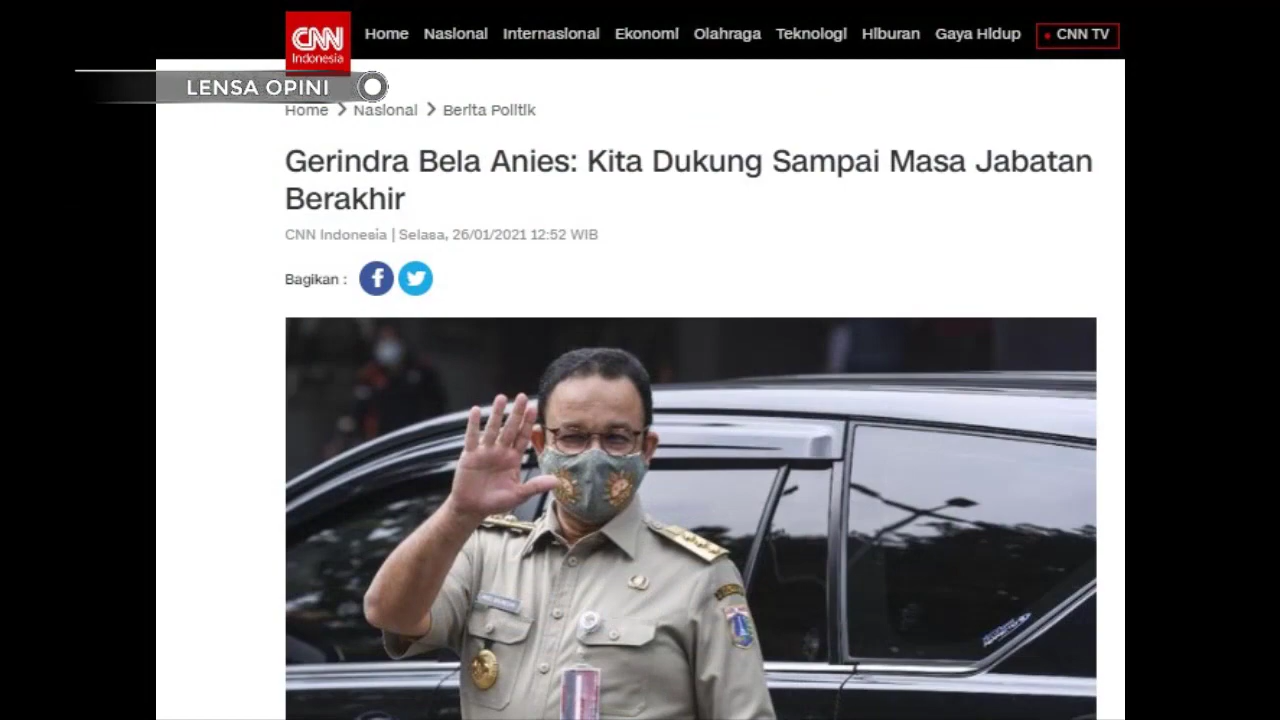 CNN
Indonesia
Home Nasional Internasional Ekonomi Olahraga Teknologi Hiburan Gaya Hidup CNN TV
LENSA OPINI
Home Nasional Berita Politik
Gerindra Bela Anies: Kita Dukung Sampai Masa Jabatan
Berakhir
CNN Indonesia | Selasa, 26/01/2021 12:52 WIB
Bagikan :